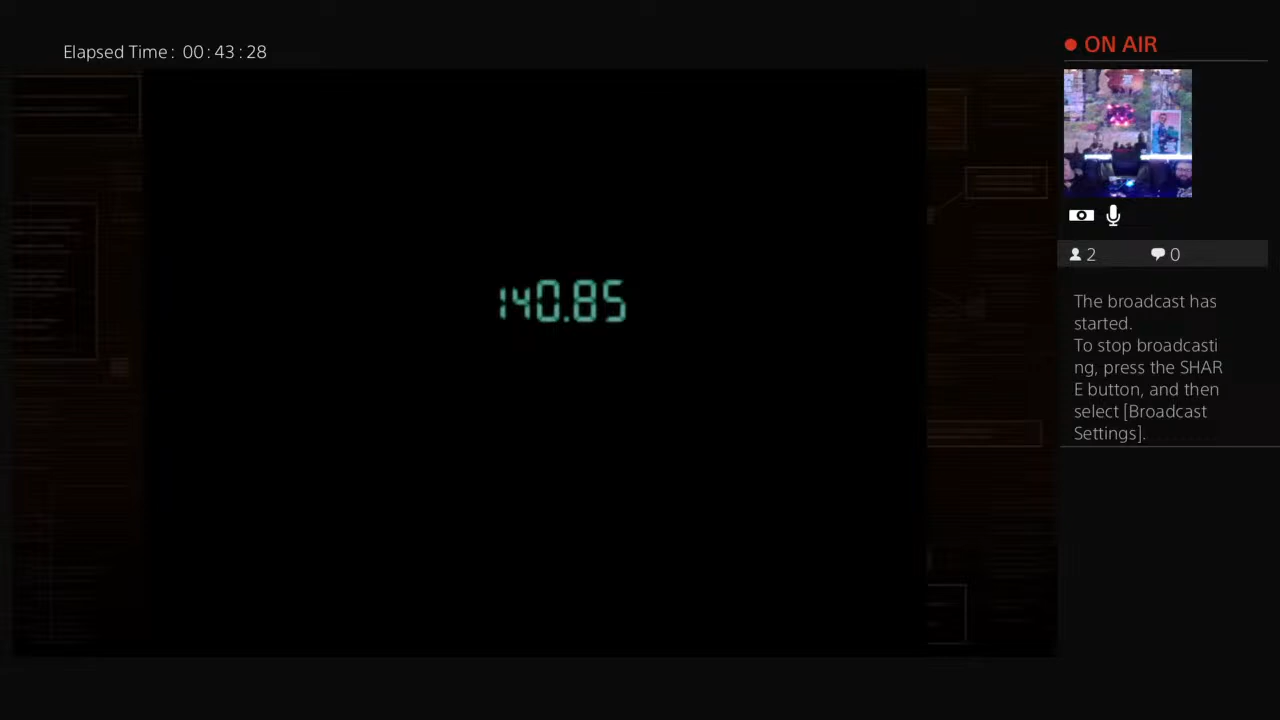 Elapsed Time: 00:43:28
ON AIR
2
0
140.85
The broadcast has
started.
To stop broadcasti
ng, press the SHAR
E button, and then
select [Broadcast
Settings].